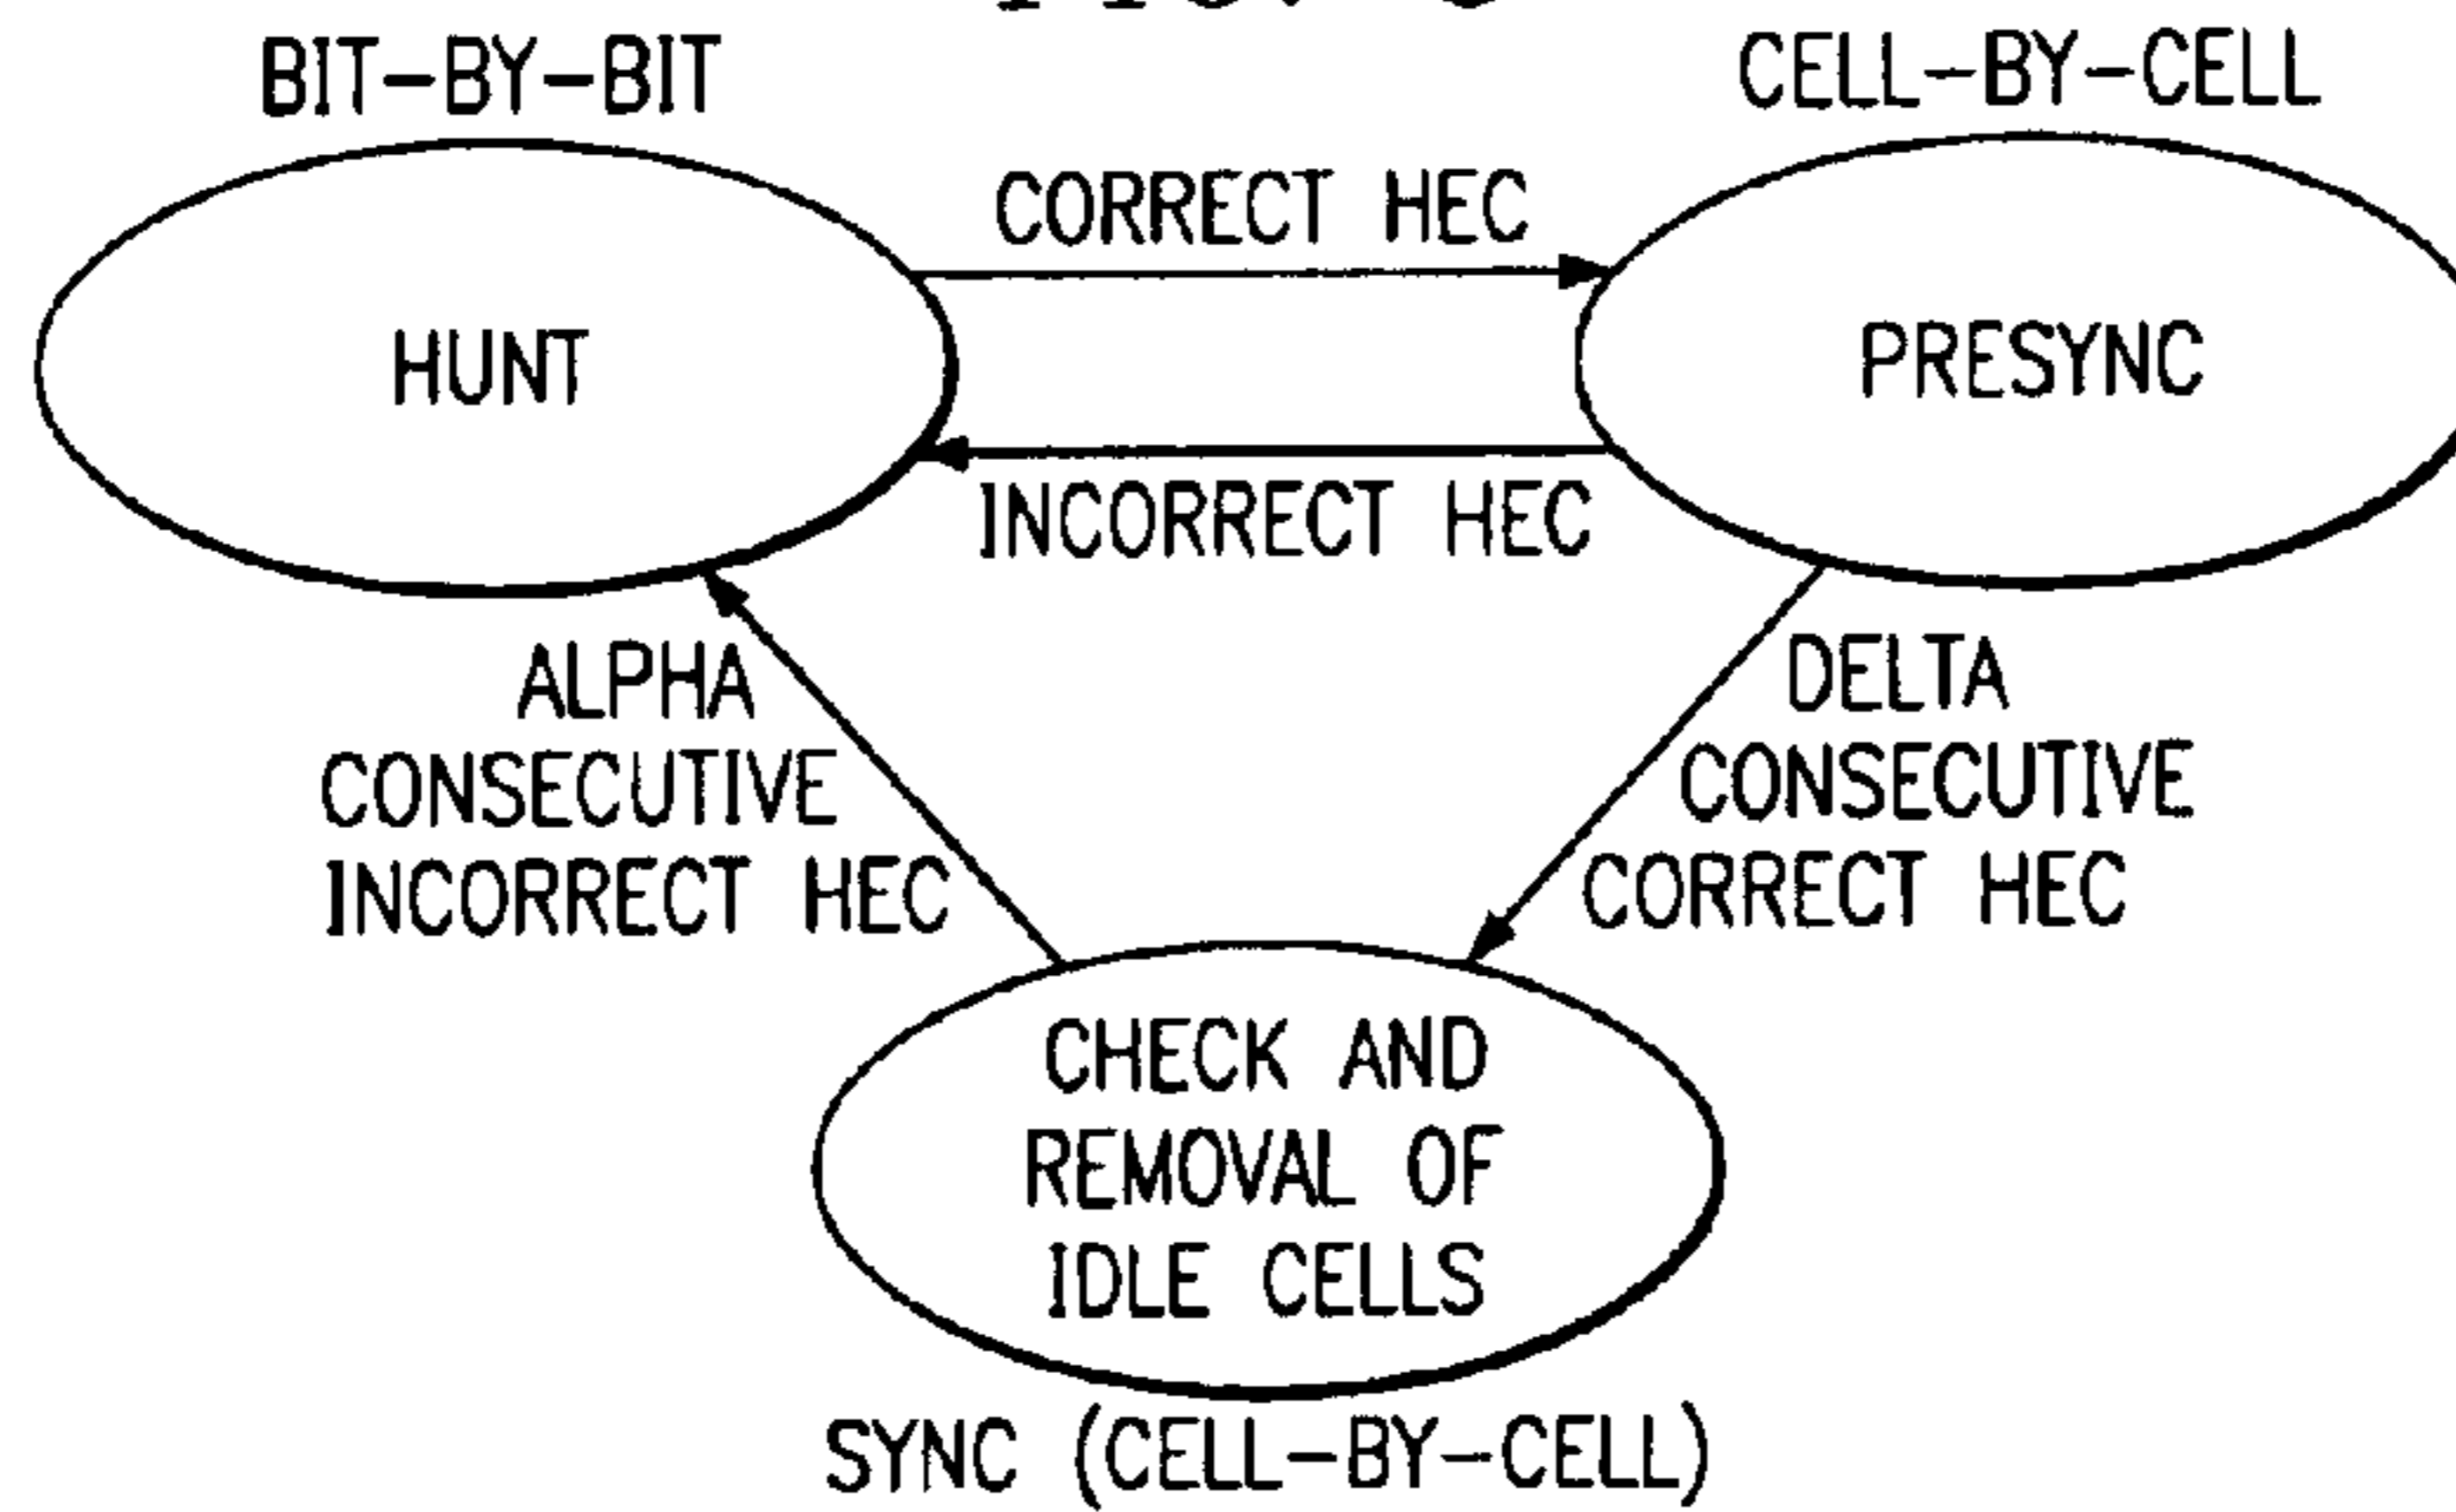 BIT-BY-BIT
CELL-BY-CELL
CORRECT HEC
HUNT
PRESYNC
INCORRECT HEC
ALPHA
CONSECUTIVE
INCORRECT HEC
DELTA
CONSECUTIVE
CORRECT HEC
CHECK AND
REMOVAL OF
IDLE CELLS
SYNC (CELL-BY-CELL)